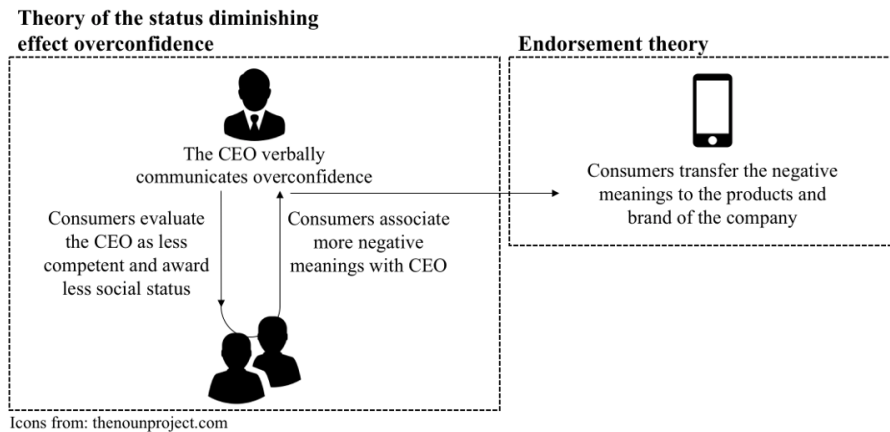 Theory of the status diminishing
effect overconfidence
Endorsement theory
The CEO verbally
communicates overconfidence
Consumers evaluate
the CEO as less
competent and award
less social status
Consumers associate
more negative
meanings with CEO
Consumers transfer the negative
meanings to the products and
brand of the company
Icons from: thenounproject.com